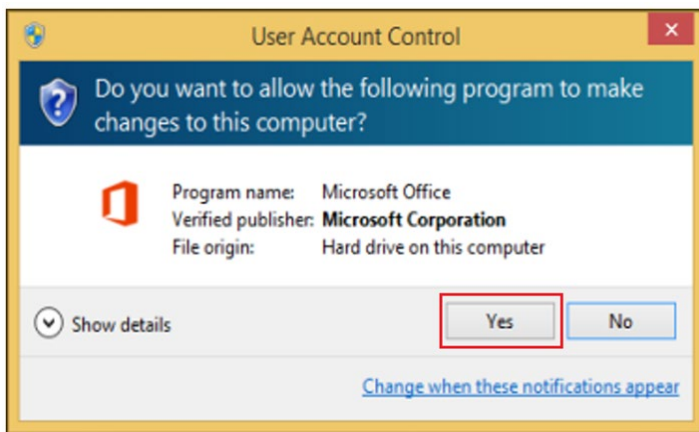 User Account Control
Do you want to allow the following program to make
changes to this computer?
Program name: Microsoft Office
Verified publisher: Microsoft Corporation
File origin: Hard drive on this computer
Show details
Yes
No
Change when these notifications appear